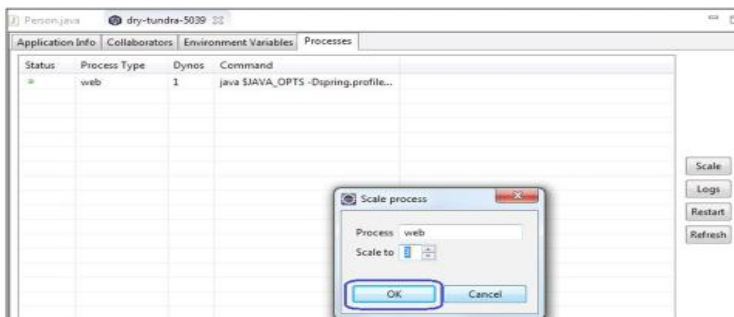 Person.java
dry-tundra-5039
Application Info Collaborators Environment Variables Processes
Status Process Type Dynos Command
web 1 java $JAVA_OPTS -Dspring.profile...
Scale
Logs
Restart
Refresh
Scale process
Process web
Scale to
OK Cancel